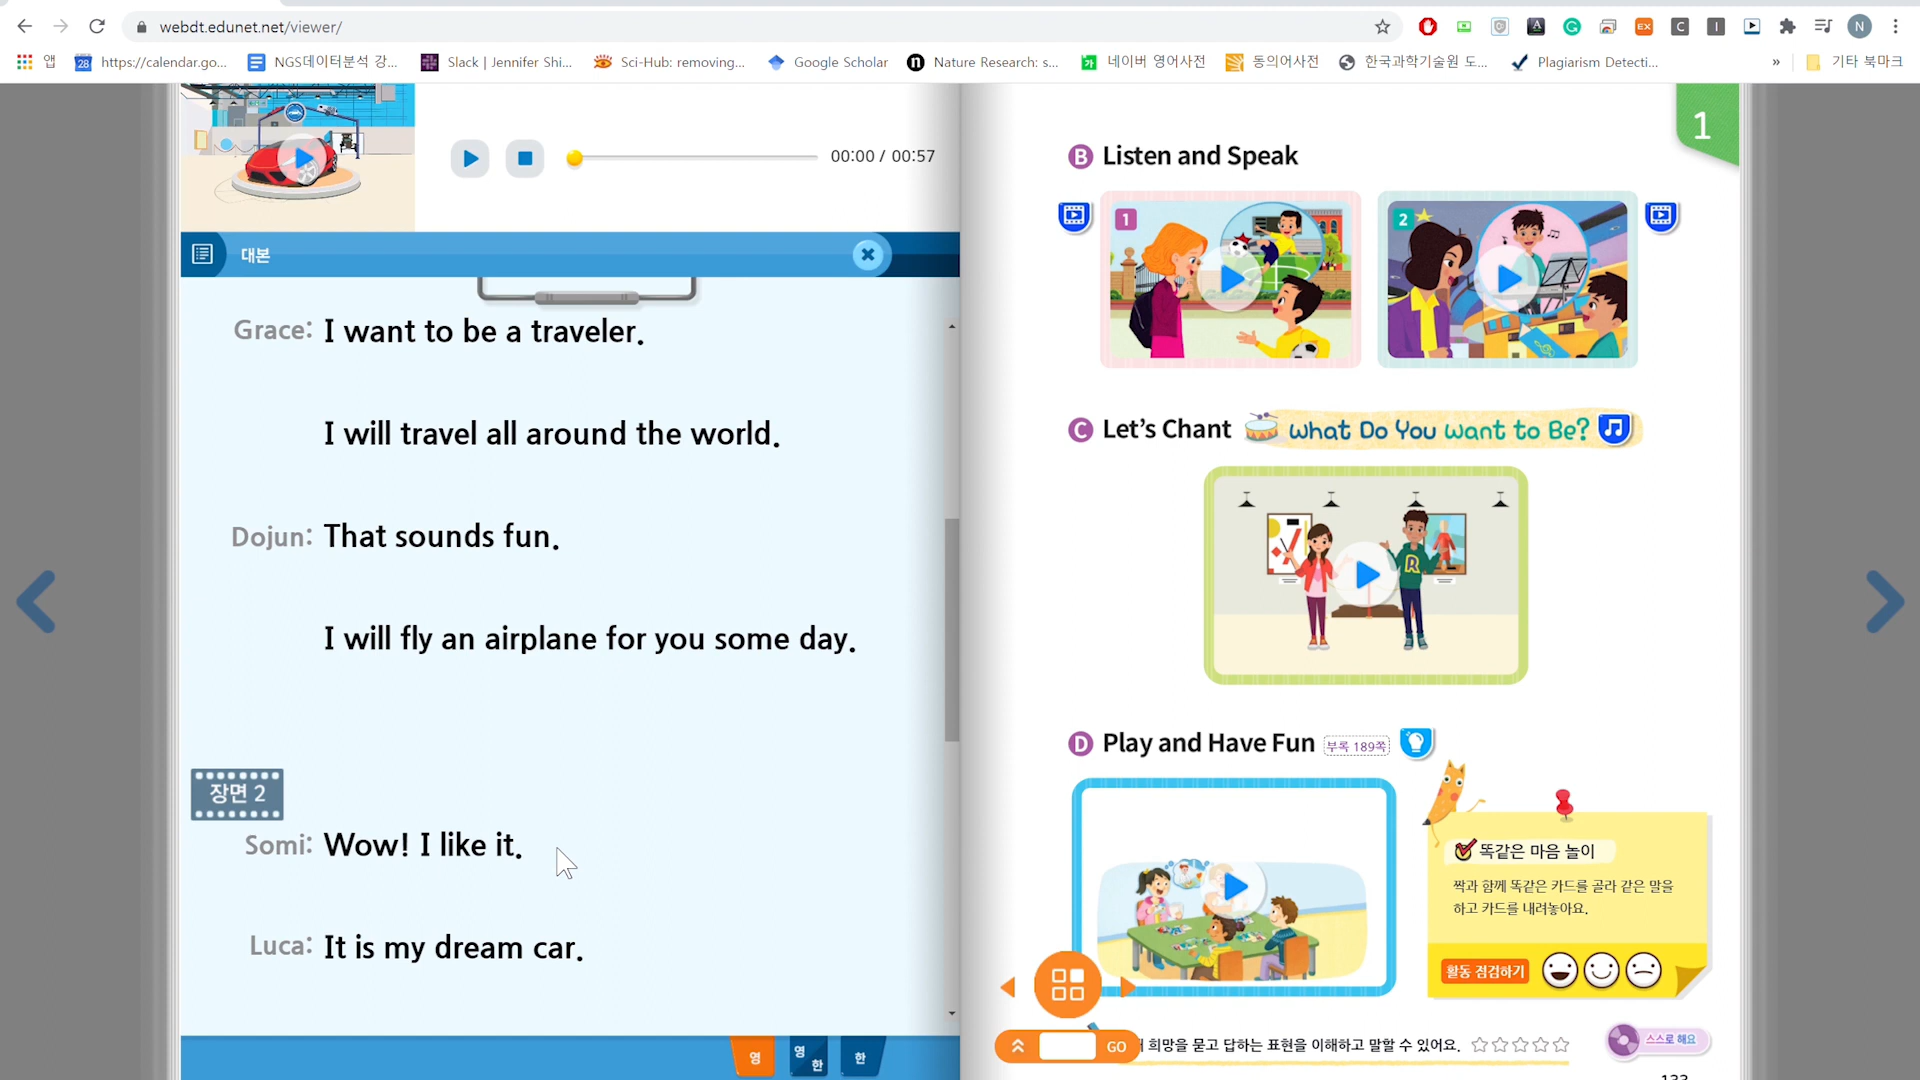 webdt.edunet.net/viewer/
앱
28
https://calendar.go...
NGS데이터분석 강...
Slack | Jennifer Shi...
Sci-Hub: removing...
Google Scholar
Nature Research: s...
네이버 영어사전
동의어사전
한국과학기술원 도...
Plagiarism Detecti...
»
기타 북마크
00:00 / 00:57
대본
Grace: I want to be a traveler.
I will travel all around the world.
Dojun: That sounds fun.
I will fly an airplane for you some day.
장면 2
Somi: Wow! I like it.
Luca: It is my dream car.
영
영 한
한
1
B Listen and Speak
1
2
C Let's Chant What Do You want to Be?
R
D Play and Have Fun 부록 189쪽
똑같은 마음 놀이
짝과 함께 똑같은 카드를 골라 같은 말을
하고 카드를 내려놓아요.
활동 점검하기
GO
희망을 묻고 답하는 표현을 이해하고 말할 수 있어요.
스스로 해요